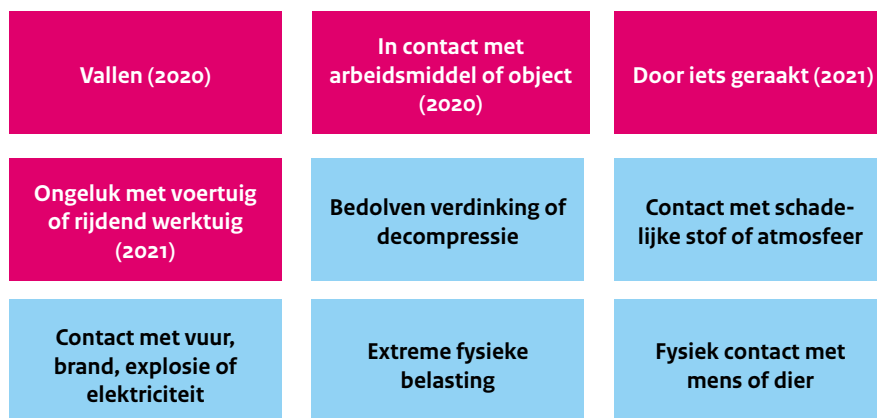 Vallen (2020)
In contact met
arbeidsmiddel of object
(2020)
Door iets geraakt (2021)
Ongeluk met voertuig
of rijdend werktuig
(2021)
Bedolven verdinking of
decompressie
Contact met schade-
lijke stof of atmosfeer
Contact met vuur,
brand, explosie of
elektriciteit
Extreme fysieke
belasting
Fysiek contact met
mens of dier